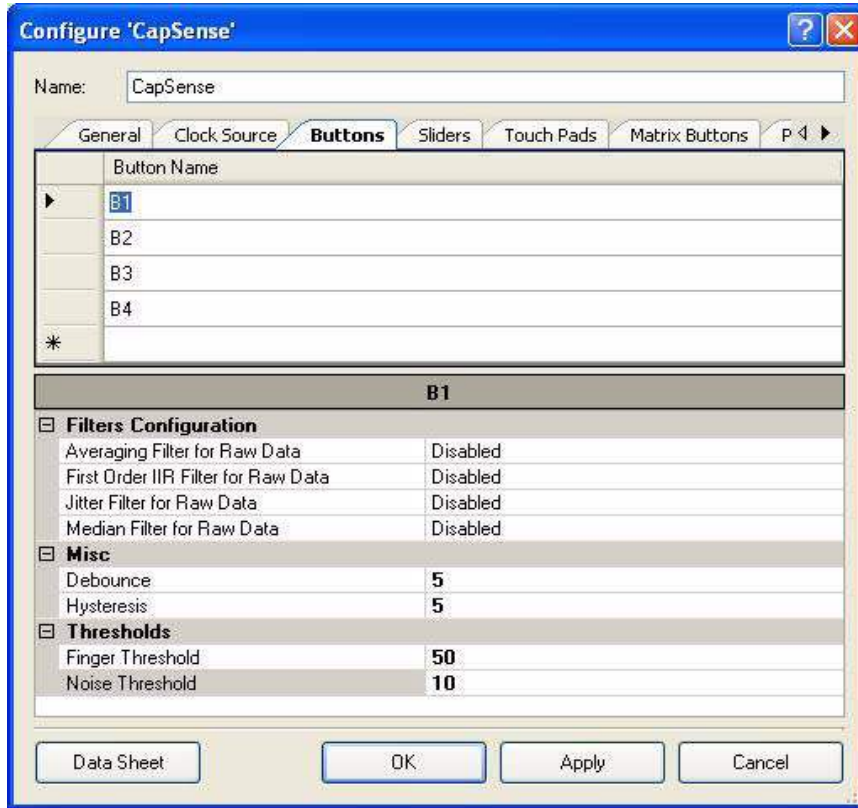 Configure 'CapSense'
Name: CapSense
General Clock Source Buttons Sliders Touch Pads Matrix Buttons P
Button Name
B1
B2
B3
B4
B1
Filters Configuration
Averaging Filter for Raw Data Disabled
First Order IIR Filter for Raw Data Disabled
Jitter Filter for Raw Data Disabled
Median Filter for Raw Data Disabled
Misc
Debounce 5
Hysteresis 5
Thresholds
Finger Threshold 50
Noise Threshold 10
Data Sheet OK Apply Cancel